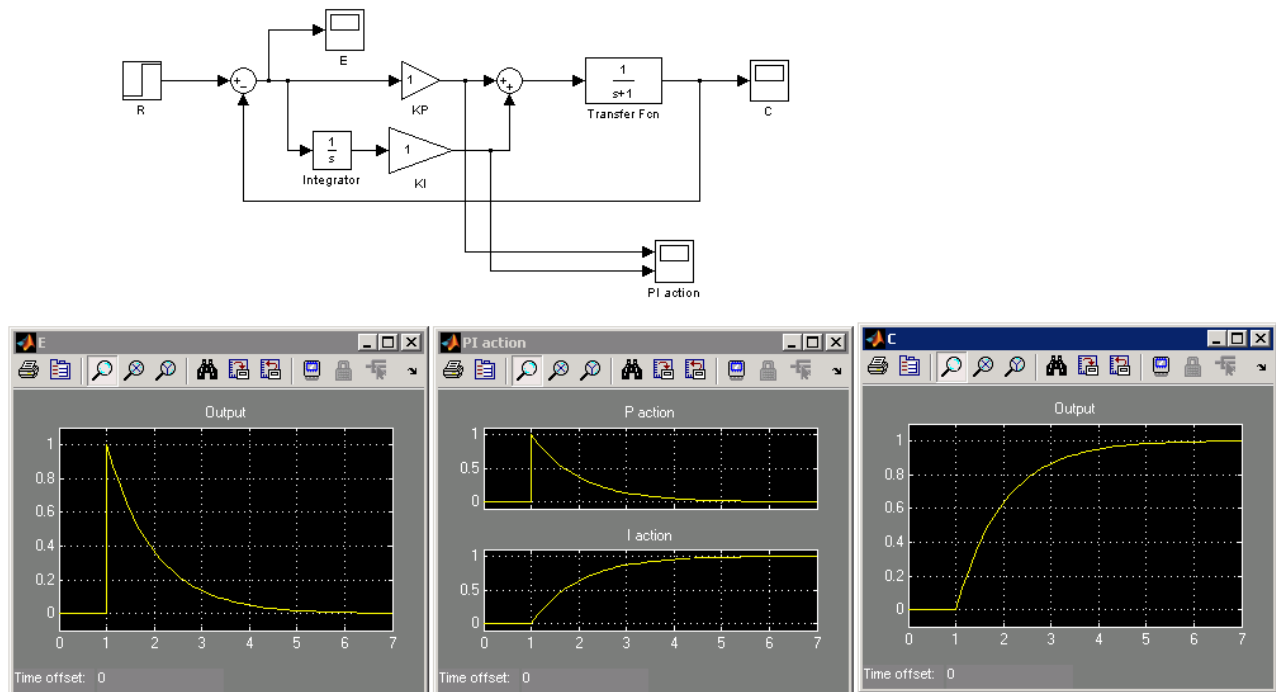 E
1
s+1
1
R
KP
Transfer Fcn
C
1
s
1
Integrator
KI
PI action
E
PI action
C
Output
1
0.8
0.6
0.4
0.2
0
0 1 2 3 4 5 6 7
Time offset: 0
P action
1
0.5
0
I action
1
0.5
0
0 1 2 3 4 5 6 7
Time offset: 0
Output
1
0.8
0.6
0.4
0.2
0
0 1 2 3 4 5 6 7
Time offset: 0